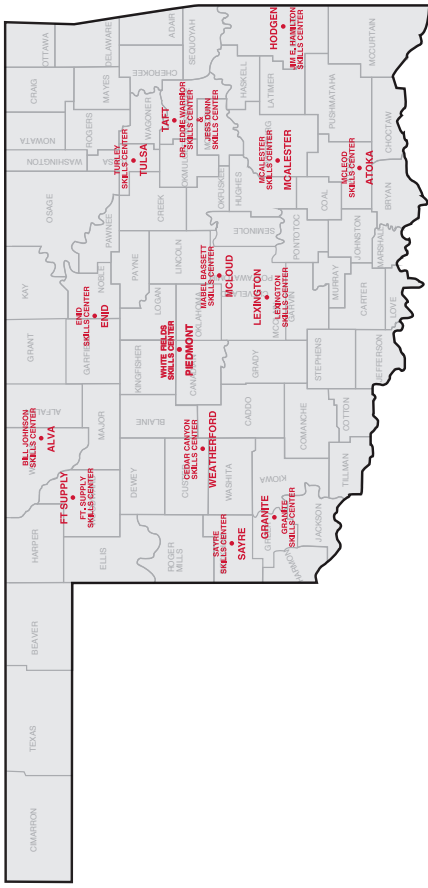 CIMARRON
TEXAS
BEAVER
HARPER
BILL JOHNSON
SKILLS CENTER
ALVA
ALFAL
GRANT
KAY
OSAGE
NOWATA
WASHINGTON
CRAIG
OTTAWA
FT SUPPLY
FT. SUPPLY
SKILLS CENTER
ELLIS
MAJOR
ENID
SKILLS CENTER
ENID
NOBLE
PAWNEE
ROGERS
MAYES
DELAWARE
TURLEY
SKILLS CENTER
TULSA
DEWEY
BLAINE
KINGFISHER
LOGAN
PAYNE
CREEK
WAGONER
CHEROKEE
ADAIR
ROGER
MILLS
WHITE FIELDS
SKILLS CENTER
PIEDMONT
LINCOLN
TAFT
DR. EDDIE WARRIOR
SKILLS CENTER
&
JESS DUNN
SKILLS CENTER
SEQUOYAH
CEDAR CANYON
SKILLS CENTER
WEATHERFORD
OKLAHOMA
MABEL BASSETT
SKILLS CENTER
MCLOUD
OKFUSKEE
SAYRE
SKILLS CENTER
SAYRE
WASHITA
CADDO
GRADY
SEMINOLE
HUGHES
HASKELL
LEXINGTON
LEXINGTON
SKILLS CENTER
MCALESTER
SKILLS CENTER
MCALESTER
LATIMER
HODGEN
JIM E. HAMILTON
SKILLS CENTER
GRANITE
GRANITE
SKILLS CENTER
KIOWA
COMANCHE
STEPHENS
PONTOTOC
COAL
PUSHMATAHA
MCCURTAIN
JACKSON
TILLMAN
COTTON
JEFFERSON
MURRAY
CARTER
JOHNSTON
MCLEOD
SKILLS CENTER
ATOKA
LOVE
MARSHALL
BRYAN
CHOCTAW